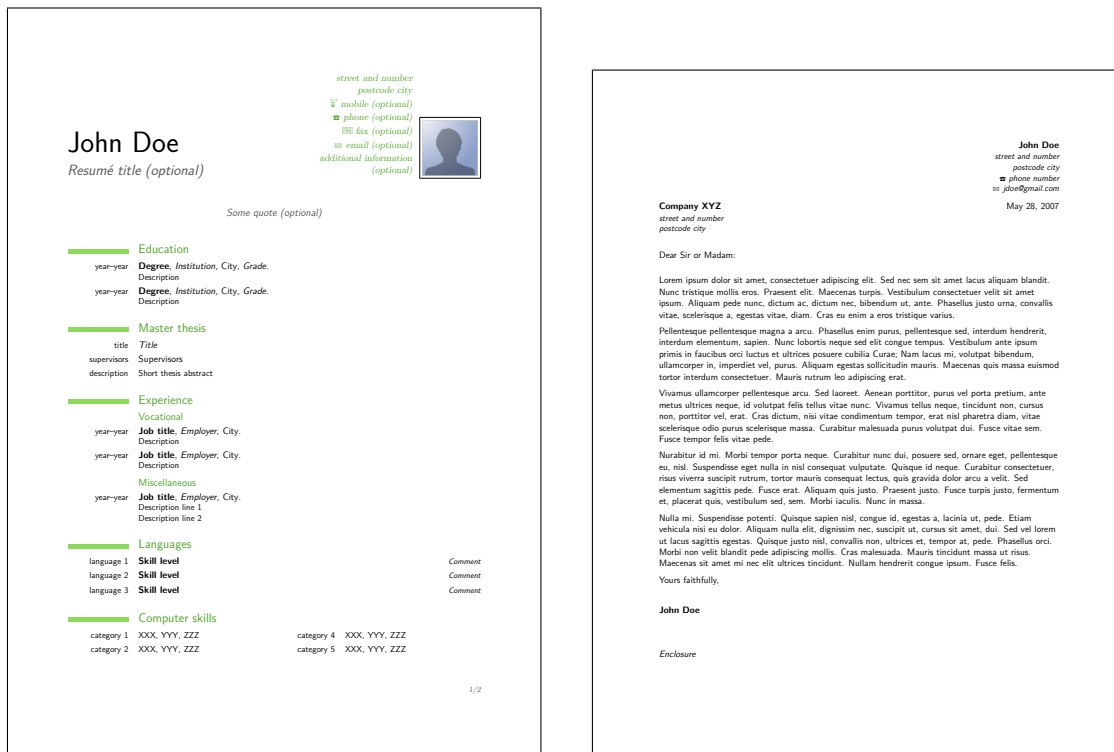 street and number
postcode city
mobile (optional)
phone (optional)
fax (optional)
email (optional)
additional information
(optional)
John Doe
Resumé title (optional)
Some quote (optional)
Education
year–year Degree, Institution, City, Grade.
Description
year–year Degree, Institution, City, Grade.
Description
Master thesis
title Title
supervisors Supervisors
description Short thesis abstract
Experience
Vocational
year–year Job title, Employer, City.
Description
year–year Job title, Employer, City.
Description
Miscellaneous
year–year Job title, Employer, City.
Description line 1
Description line 2
Languages
language 1 Skill level Comment
language 2 Skill level Comment
language 3 Skill level Comment
Computer skills
category 1 XXX, YYY, ZZZ category 4 XXX, YYY, ZZZ
category 2 XXX, YYY, ZZZ category 5 XXX, YYY, ZZZ
1/2
John Doe
street and number
postcode city
phone number
jdoe@gmail.com
Company XYZ May 28, 2007
street and number
postcode city
Dear Sir or Madam:
Lorem ipsum dolor sit amet, consectetuer adipiscing elit. Sed nec sem sit amet lacus aliquam blandit.
Nunc tristique mollis eros. Praesent elit. Maecenas turpis. Vestibulum consectetuer velit sit amet
ipsum. Aliquam pede nunc, dictum ac, dictum nec, bibendum ut, ante. Phasellus justo urna, convallis
vitae, scelerisque a, egestas vitae, diam. Cras eu enim a eros tristique varius.
Pellentesque pellentesque magna a arcu. Phasellus enim purus, pellentesque sed, interdum hendrerit,
interdum elementum, sapien. Nunc lobortis neque sed elit congue tempus. Vestibulum ante ipsum
primis in faucibus orci luctus et ultrices posuere cubilia Curae; Nam lacus mi, volutpat bibendum,
ullamcorper in, imperdiet vel, purus. Aliquam egestas sollicitudin mauris. Maecenas quis massa euismod
tortor interdum consectetuer. Mauris rutrum leo adipiscing erat.
Vivamus ullamcorper pellentesque arcu. Sed laoreet. Aenean porttitor, purus vel porta pretium, ante
metus ultrices neque, id volutpat felis tellus vitae nunc. Vivamus tellus neque, tincidunt non, cursus
non, porttitor vel, erat. Cras dictum, nisi vitae condimentum tempor, erat nisl pharetra diam, vitae
scelerisque odio purus scelerisque massa. Curabitur malesuada purus volutpat dui. Fusce vitae sem.
Fusce tempor felis vitae pede.
Nurabitur id mi. Morbi tempor porta neque. Curabitur nunc dui, posuere sed, ornare eget, pellentesque
eu, nisl. Suspendisse eget nulla in nisl consequat vulputate. Quisque id neque. Curabitur consectetuer,
risus viverra suscipit rutrum, tortor mauris consequat lectus, quis gravida dolor arcu a velit. Sed
elementum sagittis pede. Fusce erat. Aliquam quis justo. Praesent justo. Fusce turpis justo, fermentum
et, placerat quis, vestibulum sed, sem. Morbi iaculis. Nunc in massa.
Nulla mi. Suspendisse potenti. Quisque sapien nisl, congue id, egestas a, lacinia ut, pede. Etiam
vehicula nisi eu dolor. Aliquam nulla elit, dignissim nec, suscipit ut, cursus sit amet, dui. Sed vel lorem
ut lacus sagittis egestas. Quisque justo nisl, convallis non, ultrices et, tempor at, pede. Phasellus orci.
Morbi non velit blandit pede adipiscing mollis. Cras malesuada. Mauris tincidunt massa ut risus.
Maecenas sit amet mi nec elit ultrices tincidunt. Nullam hendrerit congue ipsum. Fusce felis.
Yours faithfully,
John Doe
Enclosure